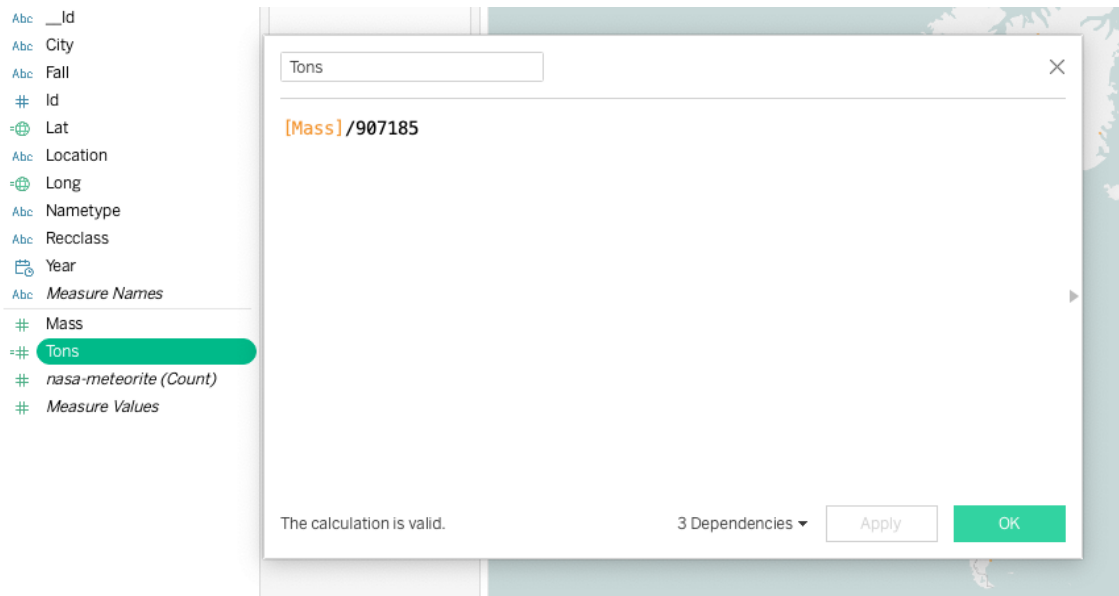 Abc __Id
Abc City
Abc Fall
# Id
Lat
Abc Location
Long
Abc Nametype
Abc Recclass
Year
Abc Measure Names
# Mass
=# Tons
# nasa-meteorite (Count)
# Measure Values
Tons
[Mass]/907185
The calculation is valid.
3 Dependencies
Apply
OK